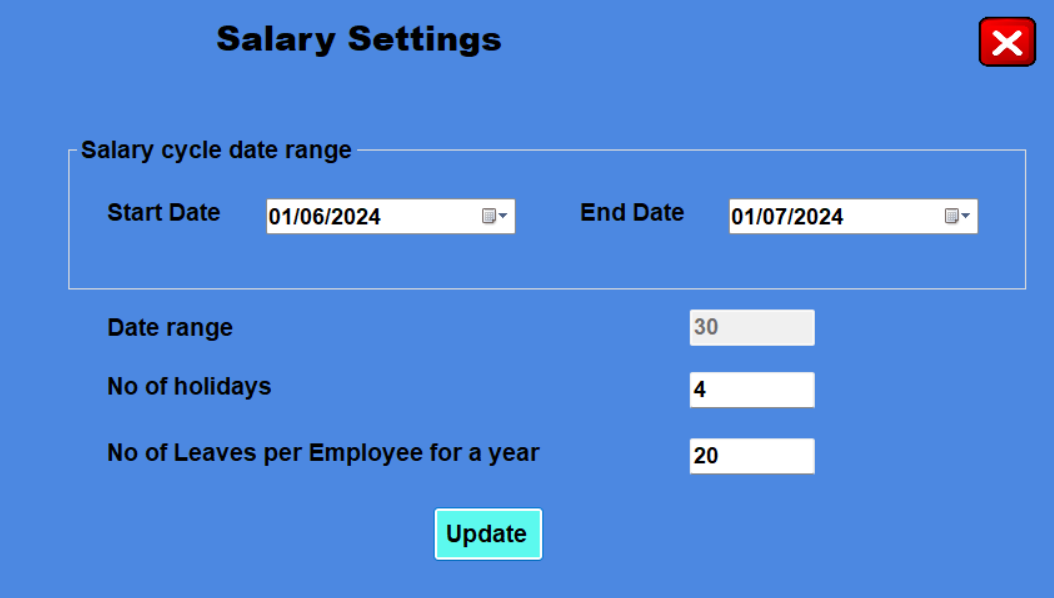 Salary Settings
Salary cycle date range
Start Date 01/06/2024 End Date 01/07/2024
Date range 30
No of holidays 4
No of Leaves per Employee for a year 20
Update